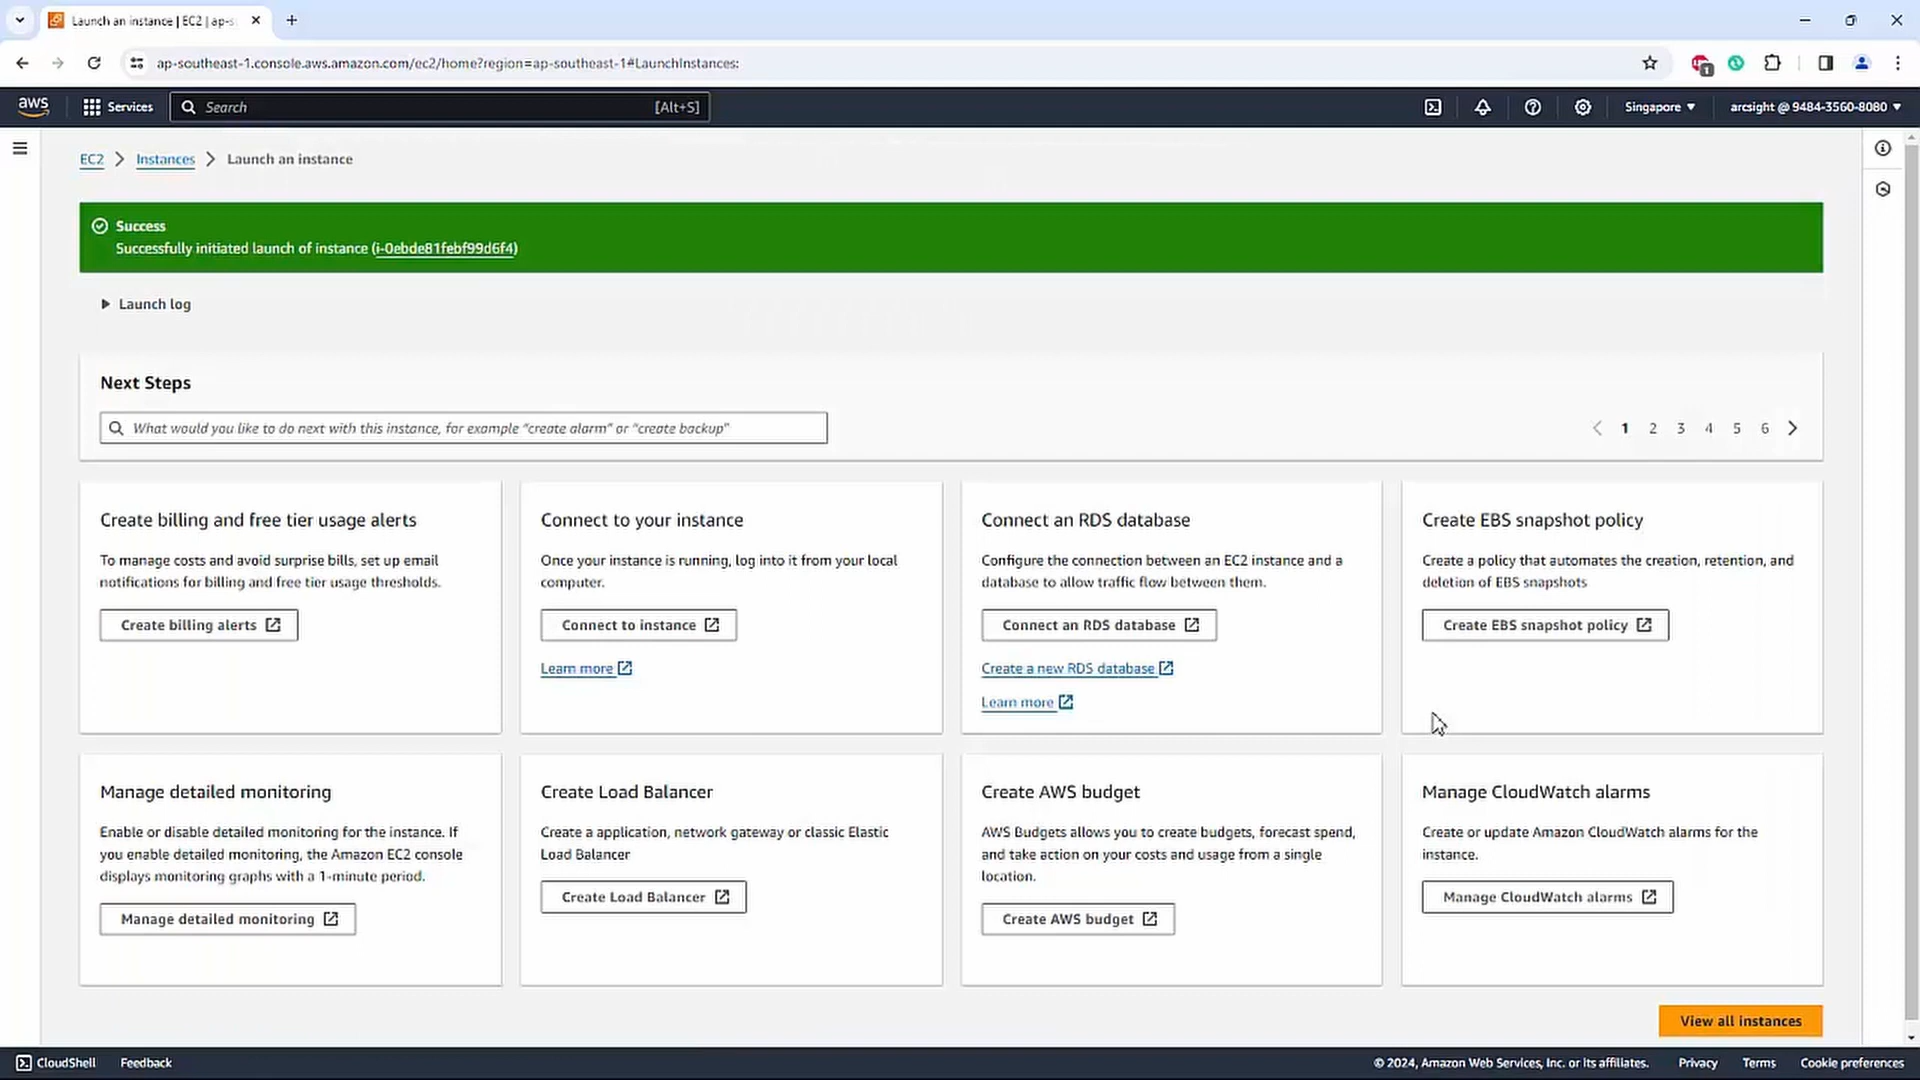 Launch an instance | EC2 | ap-s
ap-southeast-1.console.aws.amazon.com/ec2/home?region=ap-southeast-1#LaunchInstances:
1
aws
Services
Search
[Alt+S]
Singapore
arcsight @ 9484-3560-8080
EC2 > Instances > Launch an instance
Success
Successfully initiated launch of instance (i-0ebde81febf99d6f4)
Launch log
Next Steps
What would you like to do next with this instance, for example “create alarm” or “create backup”
1 2 3 4 5 6
Create billing and free tier usage alerts
To manage costs and avoid surprise bills, set up email
notifications for billing and free tier usage thresholds.
Create billing alerts
Connect to your instance
Once your instance is running, log into it from your local
computer.
Connect to instance
Learn more
Connect an RDS database
Configure the connection between an EC2 instance and a
database to allow traffic flow between them.
Connect an RDS database
Create a new RDS database
Learn more
Create EBS snapshot policy
Create a policy that automates the creation, retention, and
deletion of EBS snapshots
Create EBS snapshot policy
Manage detailed monitoring
Enable or disable detailed monitoring for the instance. If
you enable detailed monitoring, the Amazon EC2 console
displays monitoring graphs with a 1-minute period.
Manage detailed monitoring
Create Load Balancer
Create a application, network gateway or classic Elastic
Load Balancer
Create Load Balancer
Create AWS budget
AWS Budgets allows you to create budgets, forecast spend,
and take action on your costs and usage from a single
location.
Create AWS budget
Manage CloudWatch alarms
Create or update Amazon CloudWatch alarms for the
instance.
Manage CloudWatch alarms
View all instances
CloudShell
Feedback
© 2024, Amazon Web Services, Inc. or its affiliates.
Privacy
Terms
Cookie preferences